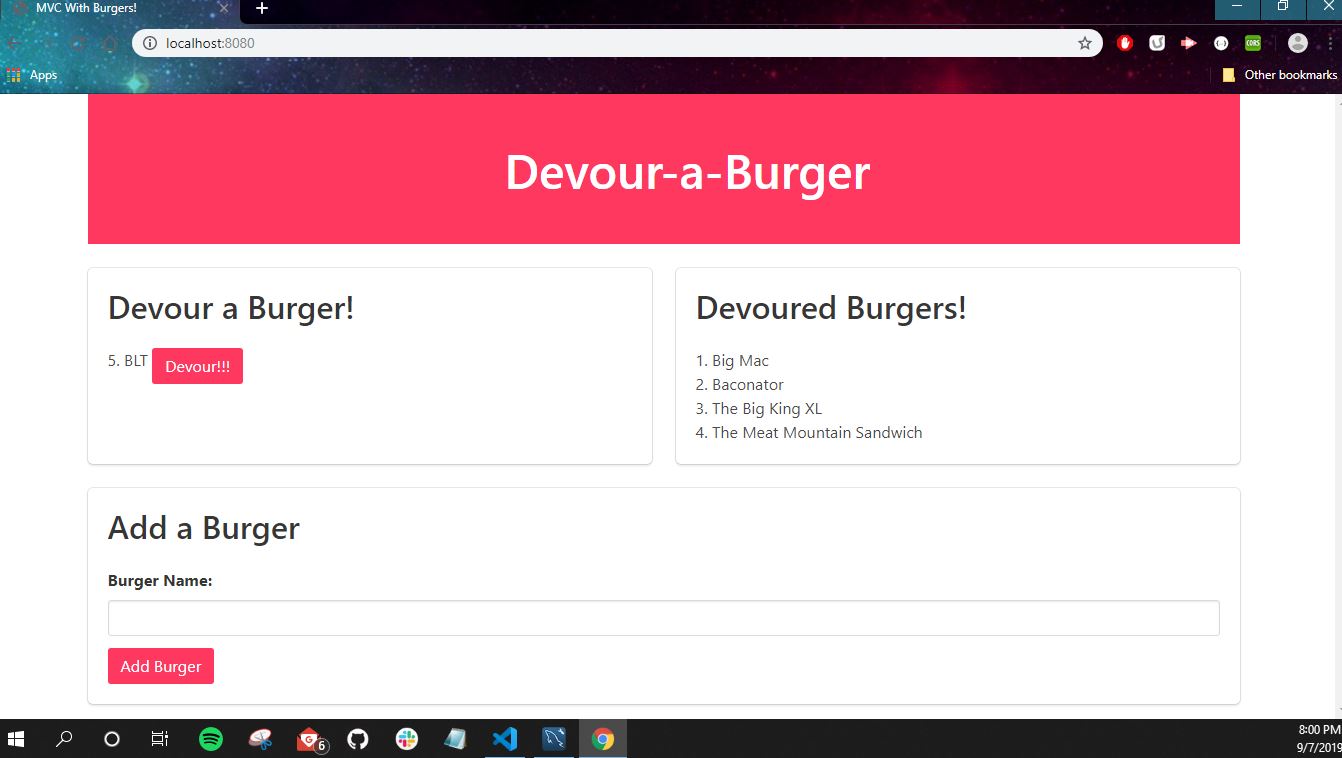 MVC With Burgers!
localhost:8080
CORS
Apps
Other bookmarks
Devour-a-Burger
Devour a Burger!
5. BLT Devour!!!
Devoured Burgers!
1. Big Mac
2. Baconator
3. The Big King XL
4. The Meat Mountain Sandwich
Add a Burger
Burger Name:
Add Burger
G
6
8:00 PM
9/7/2019